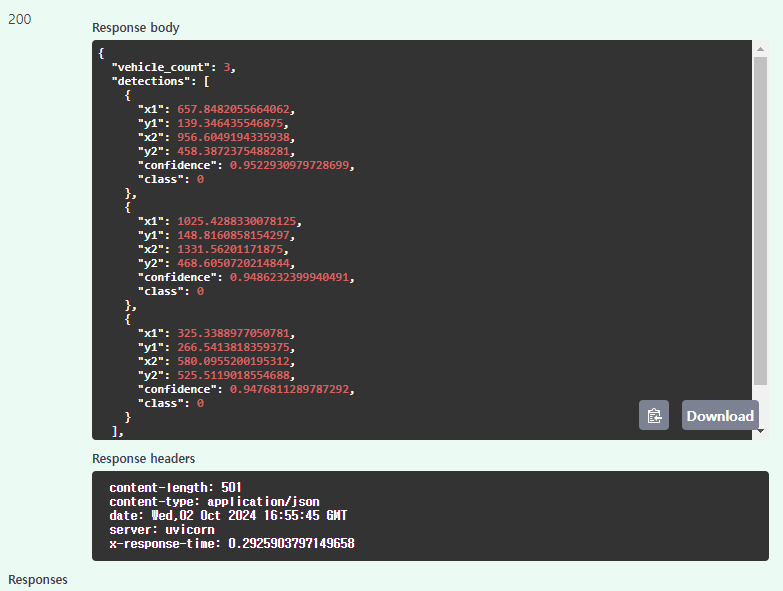 200
Response body
{
"vehicle_count": 3,
"detections": [
{
"x1": 657.8482055664062,
"y1": 139.346435546875,
"x2": 956.6049194335938,
"y2": 458.3872375488281,
"confidence": 0.9522930979728699,
"class": 0
},
{
"x1": 1025.4288330078125,
"y1": 148.8160858154297,
"x2": 1331.56201171875,
"y2": 468.6050720214844,
"confidence": 0.9486232399940491,
"class": 0
},
{
"x1": 325.3388977050781,
"y1": 266.5413818359375,
"x2": 580.0955200195312,
"y2": 525.5119018554688,
"confidence": 0.9476811289787292,
"class": 0
}
],
Download
Response headers
content-length: 501
content-type: application/json
date: Wed,02 Oct 2024 16:55:45 GMT
server: uvicorn
x-response-time: 0.2925903797149658
Responses